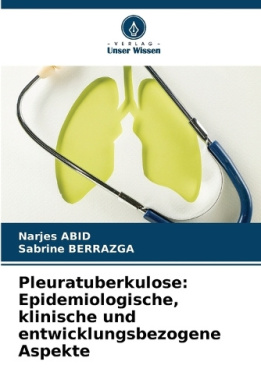 VERLAG
Unser Wissen
Narjes ABID
Sabrine BERRAZGA
Pleuratuberkulose:
Epidemiologische,
klinische und
entwicklungsbezogene
Aspekte